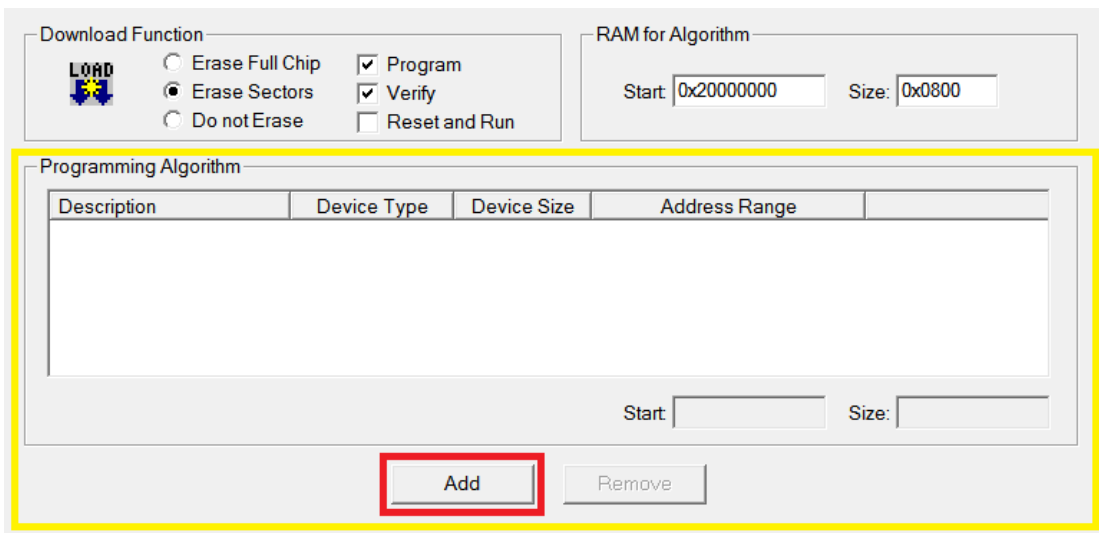 Download Function
LOAD
Erase Full Chip
Erase Sectors
Do not Erase
Program
Verify
Reset and Run
RAM for Algorithm
Start: 0x20000000 Size: 0x0800
Programming Algorithm
Description Device Type Device Size Address Range
Start: Size:
Add Remove